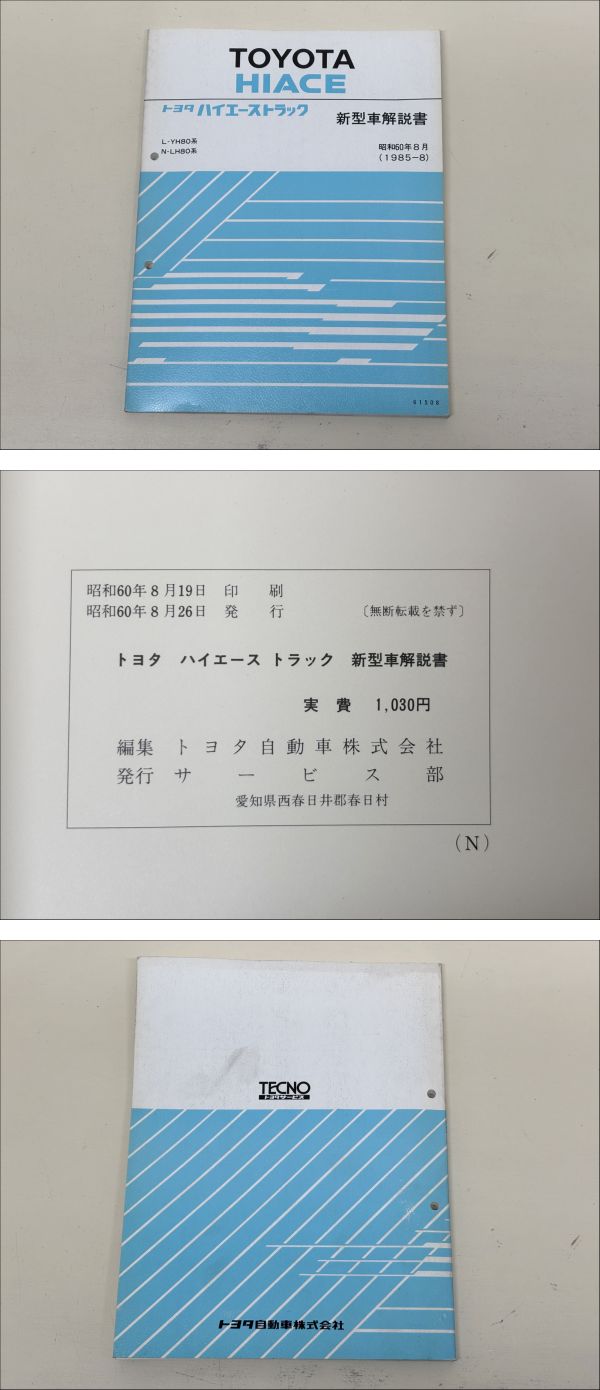 TOYOTA
HIACE
トヨタ ハイエーストラック
新型車解説書
L-YH80系
N-LH80系
昭和60年8月
(1985-8)
61508
昭和60年8月19日 印 刷
昭和60年8月26日 発 行 〔無断転載を禁ず〕
トヨタ ハイエース トラック 新型車解説書
実 費 1,030円
編集 トヨタ自動車株式会社
発行 サービス部
愛知県西春日井郡春日村
(N)
TECNO
トヨタサービス
トヨタ自動車株式会社